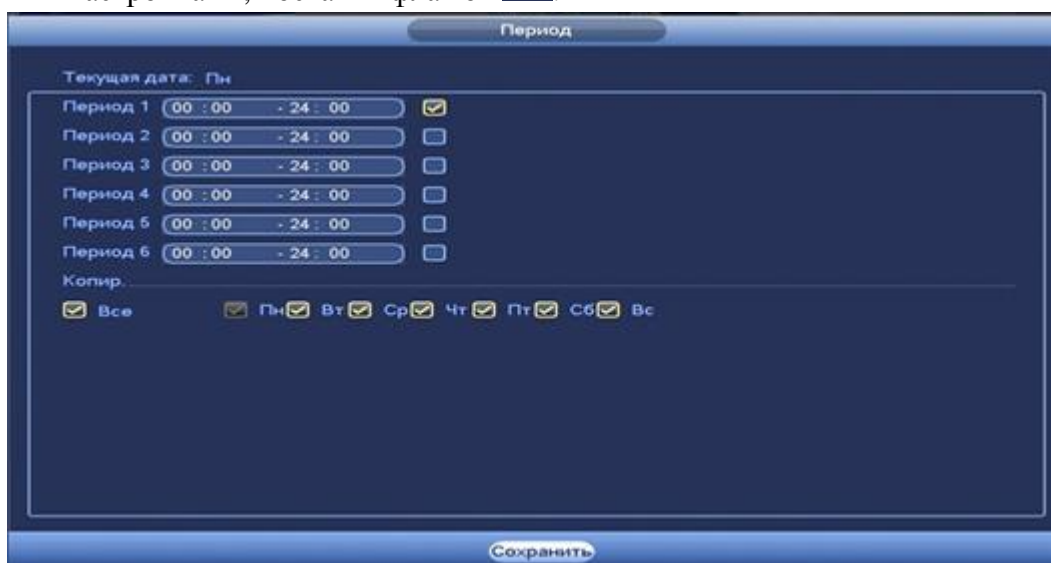 Период
Текущая дата: Пн
Период 1 00 : 00 - 24 : 00
Период 2 00 : 00 - 24 : 00
Период 3 00 : 00 - 24 : 00
Период 4 00 : 00 - 24 : 00
Период 5 00 : 00 - 24 : 00
Период 6 00 : 00 - 24 : 00
Копир.
Все Пн Вт Ср Чт Пт Сб Вс
Сохранить